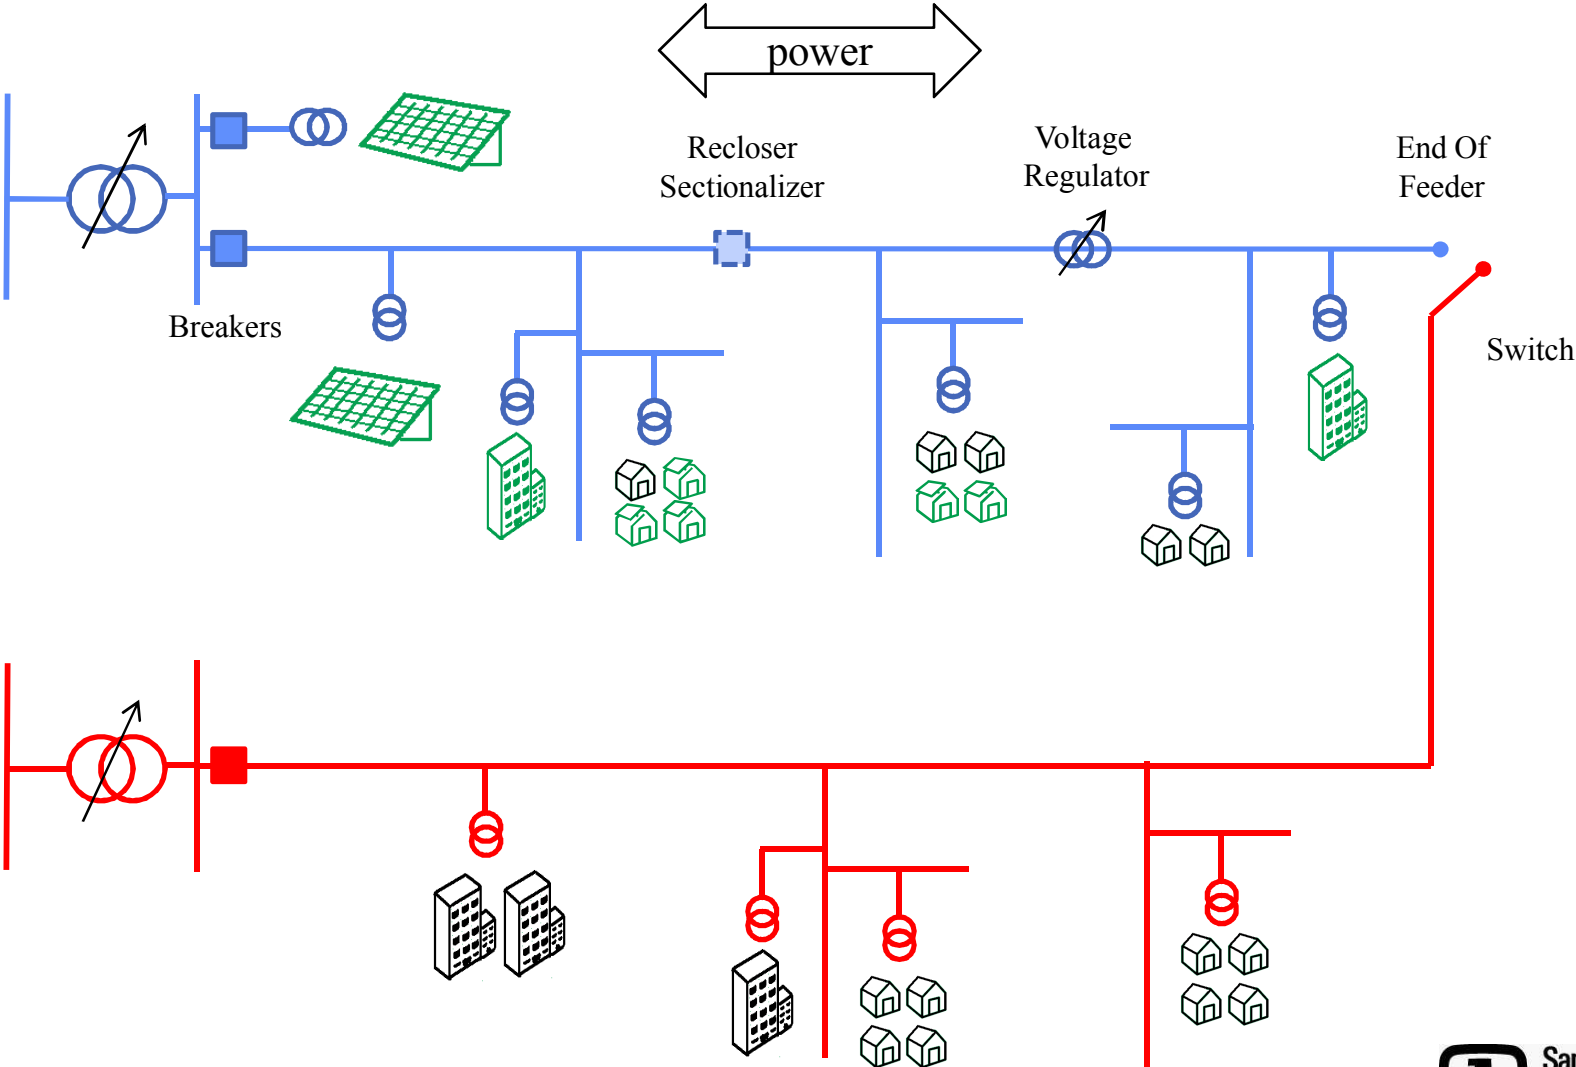 power
Recloser
Sectionalizer
Voltage
Regulator
End Of
Feeder
Breakers
Switch